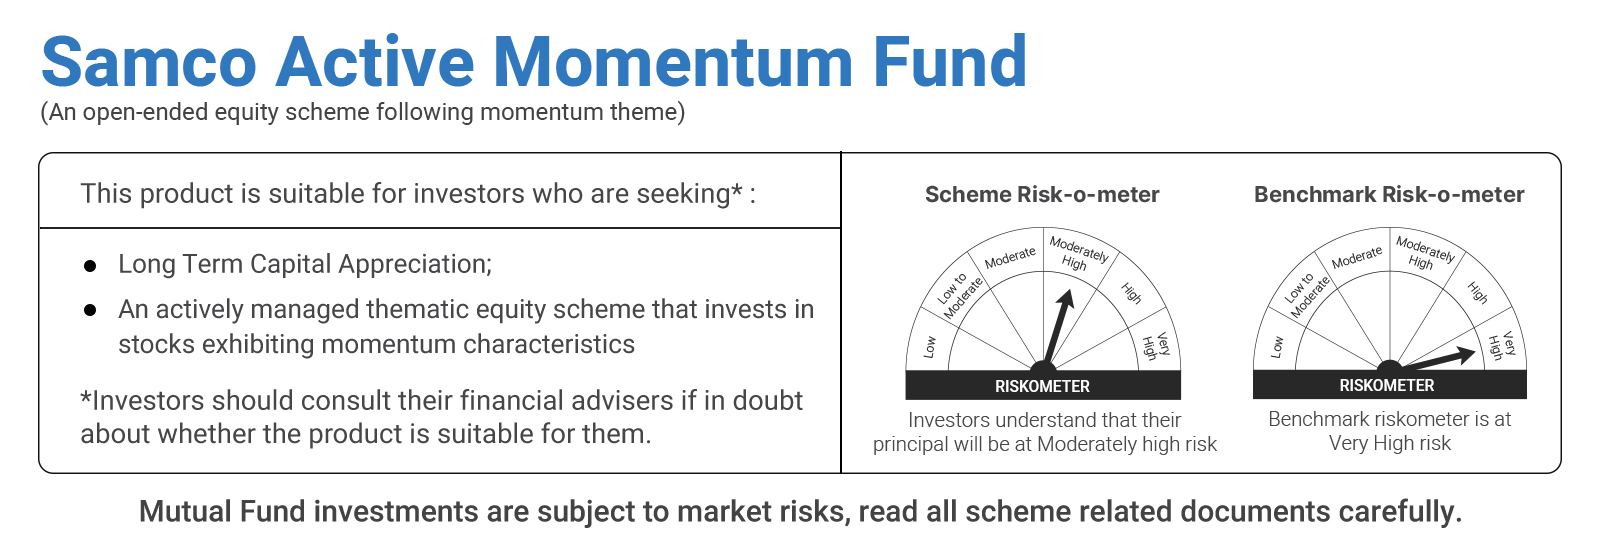 Samco Active Momentum Fund
(An open-ended equity scheme following momentum theme)
This product is suitable for investors who are seeking* :
● Long Term Capital Appreciation;
● An actively managed thematic equity scheme that invests in
stocks exhibiting momentum characteristics
*Investors should consult their financial advisers if in doubt
about whether the product is suitable for them.
Scheme Risk-o-meter
Low
Low to
Moderate
Moderate
Moderately
High
High
Very
High
RISKOMETER
Investors understand that their
principal will be at Moderately high risk
Benchmark Risk-o-meter
Low
Low to
Moderate
Moderate
Moderately
High
High
Very
High
RISKOMETER
Benchmark riskometer is at
Very High risk
Mutual Fund investments are subject to market risks, read all scheme related documents carefully.